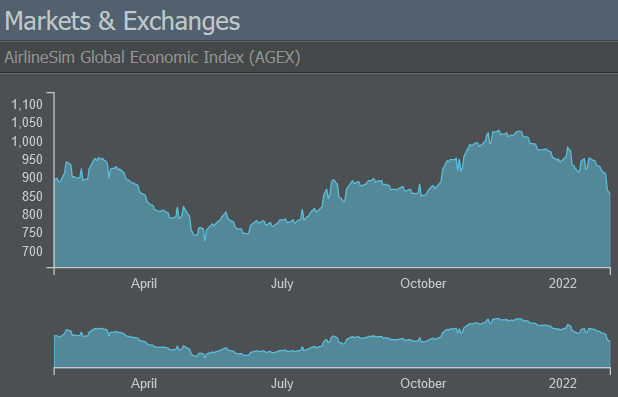 Markets & Exchanges
AirlineSim Global Economic Index (AGEX)
1,100
1,050
1,000
950
900
850
800
750
700
April July October 2022
April July October 2022